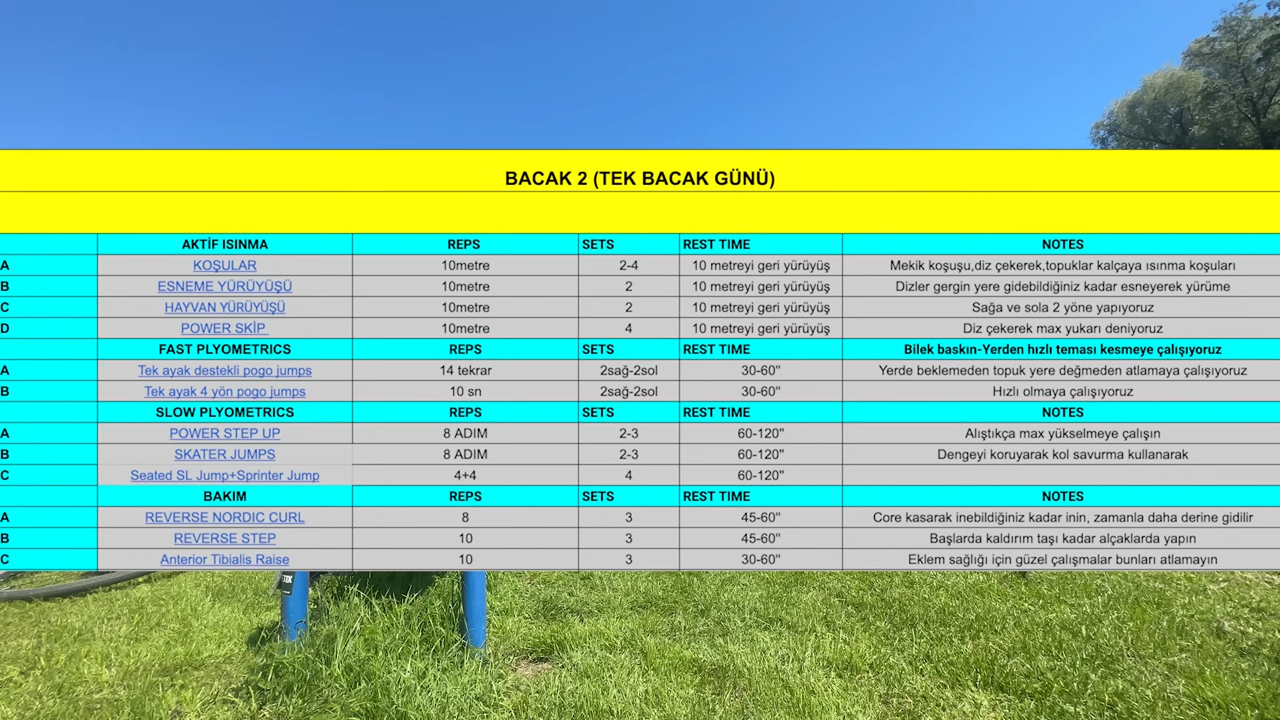 BACAK 2 (TEK BACAK GÜNÜ)
AKTİF ISINMA REPS SETS REST TIME NOTES
A KOŞULAR 10metre 2-4 10 metreyi geri yürüyüş Mekik koşuşu,diz çekerek,topuklar kalçaya ısınma koşuları
B ESNEME YÜRÜYÜŞÜ 10metre 2 10 metreyi geri yürüyüş Dizler gergin yere gidebildiğiniz kadar esneyerek yürüme
C HAYVAN YÜRÜYÜŞÜ 10metre 2 10 metreyi geri yürüyüş Sağa ve sola 2 yöne yapıyoruz
D POWER SKİP 10metre 4 10 metreyi geri yürüyüş Diz çekerek max yukarı deniyoruz
FAST PLYOMETRICS REPS SETS REST TIME Bilek baskın-Yerden hızlı teması kesmeye çalışıyoruz
A Tek ayak destekli pogo jumps 14 tekrar 2sağ-2sol 30-60" Yerde beklemeden topuk yere değmeden atlamaya çalışıyoruz
B Tek ayak 4 yön pogo jumps 10 sn 2sağ-2sol 30-60" Hızlı olmaya çalışıyoruz
SLOW PLYOMETRICS REPS SETS REST TIME NOTES
A POWER STEP UP 8 ADIM 2-3 60-120" Alıştıkça max yükselmeye çalışın
B SKATER JUMPS 8 ADIM 2-3 60-120" Dengeyi koruyarak kol savurma kullanarak
C Seated SL Jump+Sprinter Jump 4+4 4 60-120"
BAKIM REPS SETS REST TIME NOTES
A REVERSE NORDIC CURL 8 3 45-60" Core kasarak inebildiğiniz kadar inin, zamanla daha derine gidilir
B REVERSE STEP 10 3 45-60" Başlarda kaldırım taşı kadar alçaklarda yapın
C Anterior Tibialis Raise 10 3 30-60" Eklem sağlığı için güzel çalışmalar bunları atlamayın